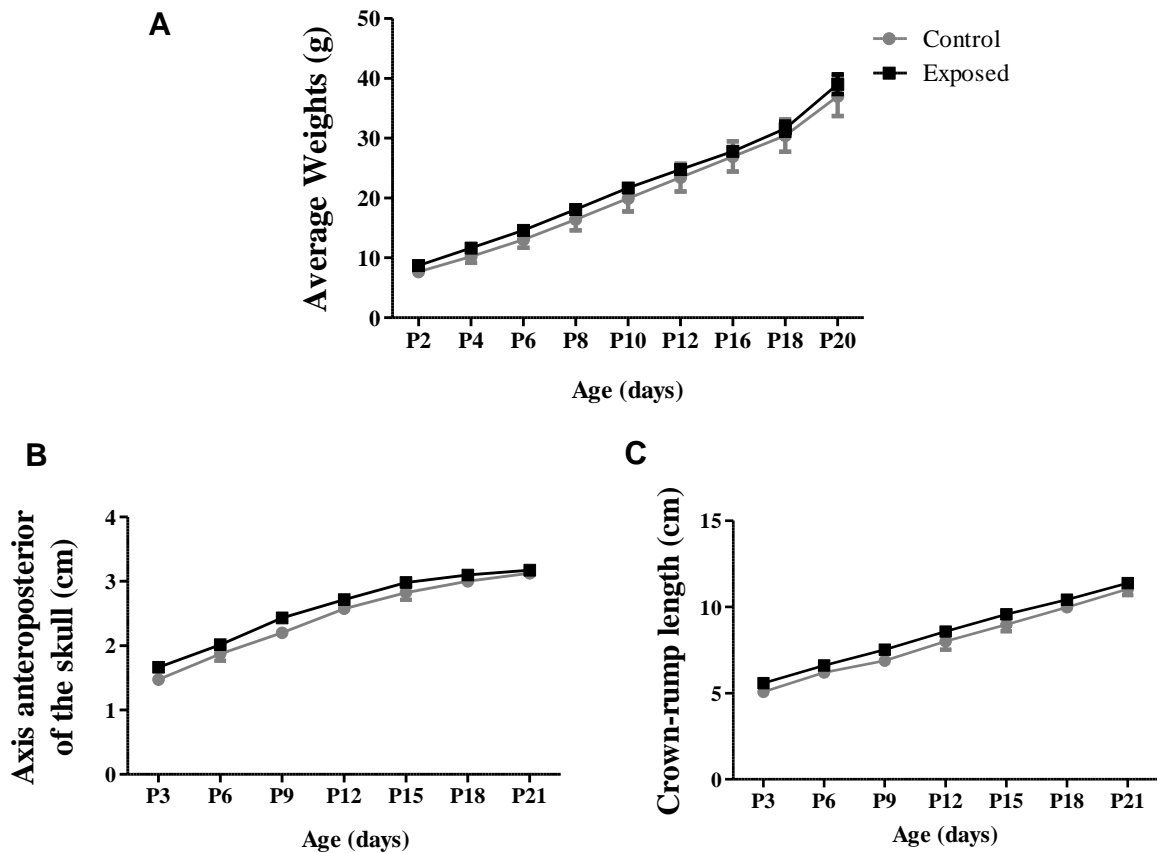 A
Average Weights (g)
50
40
30
20
10
0
P2 P4 P6 P8 P10 P12 P16 P18 P20
Age (days)
Control
Exposed
B
Axis anteroposterior
of the skull (cm)
4
3
2
1
0
P3 P6 P9 P12 P15 P18 P21
Age (days)
C
Crown-rump length (cm)
15
10
5
0
P3 P6 P9 P12 P15 P18 P21
Age (days)